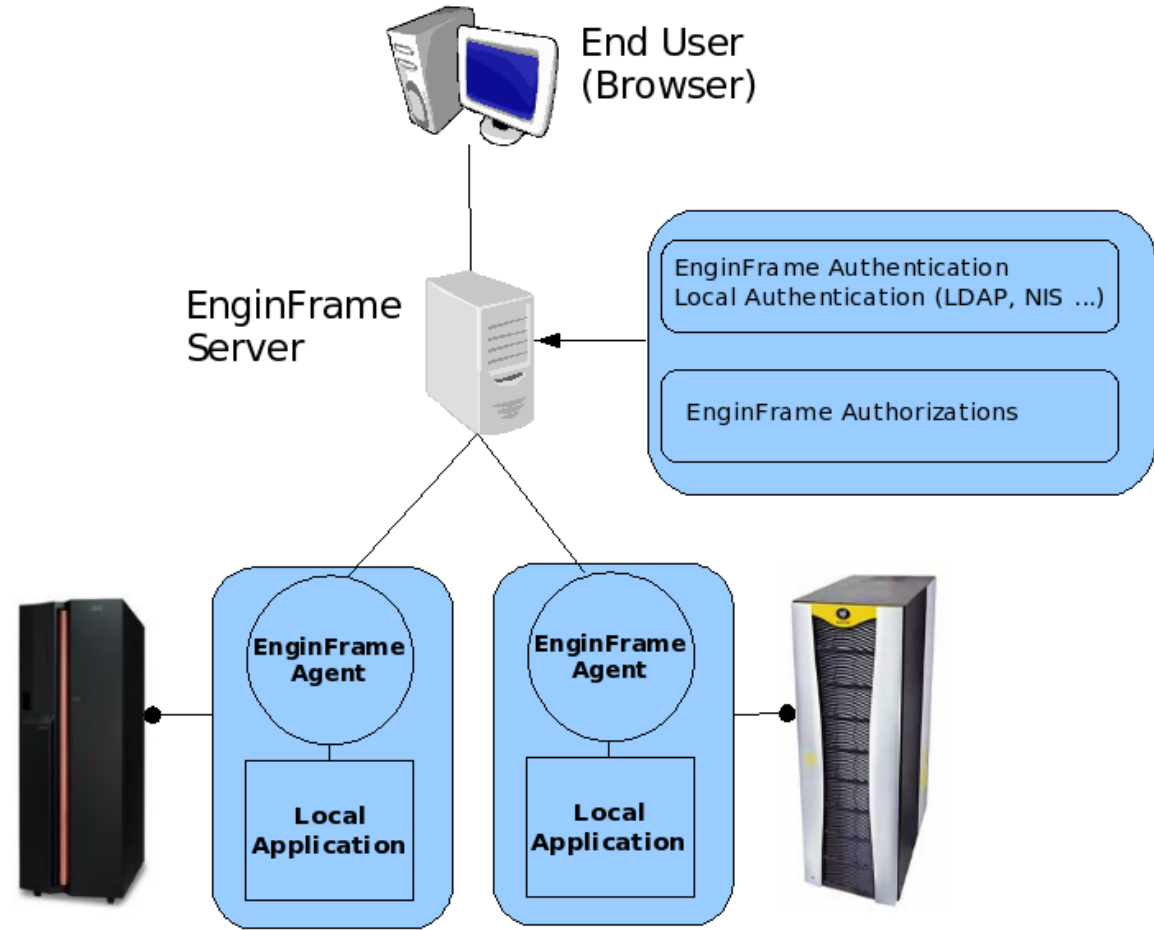 End User
(Browser)
EnginFrame
Server
EnginFrame Authentication
Local Authentication (LDAP, NIS ...)
EnginFrame Authorizations
EnginFrame
Agent
Local
Application
EnginFrame
Agent
Local
Application